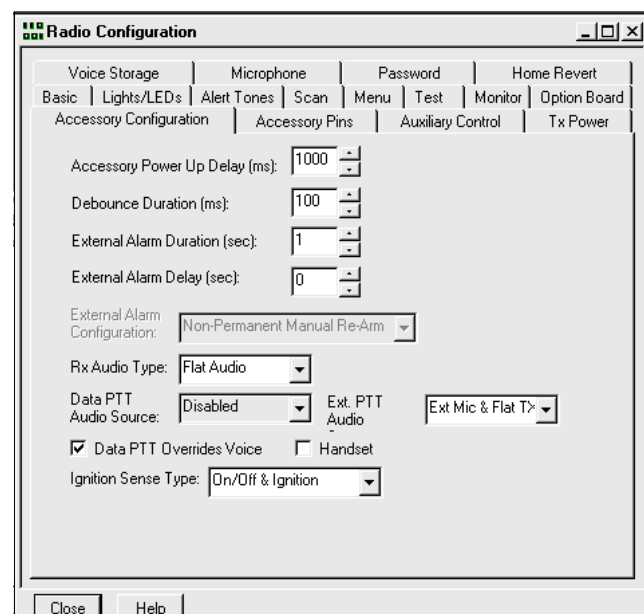 Radio Configuration
Voice Storage Microphone Password Home Revert
Basic Lights/LEDs Alert Tones Scan Menu Test Monitor Option Board
Accessory Configuration Accessory Pins Auxiliary Control Tx Power
Accessory Power Up Delay (ms): 1000
Debounce Duration (ms): 100
External Alarm Duration (sec): 1
External Alarm Delay (sec): 0
External Alarm
Configuration: Non-Permanent Manual Re-Arm
Rx Audio Type: Flat Audio
Data PTT
Audio Source: Disabled
Ext. PTT
Audio
Ext Mic & Flat TX
Data PTT Overrides Voice Handset
Ignition Sense Type: On/Off & Ignition
Close Help